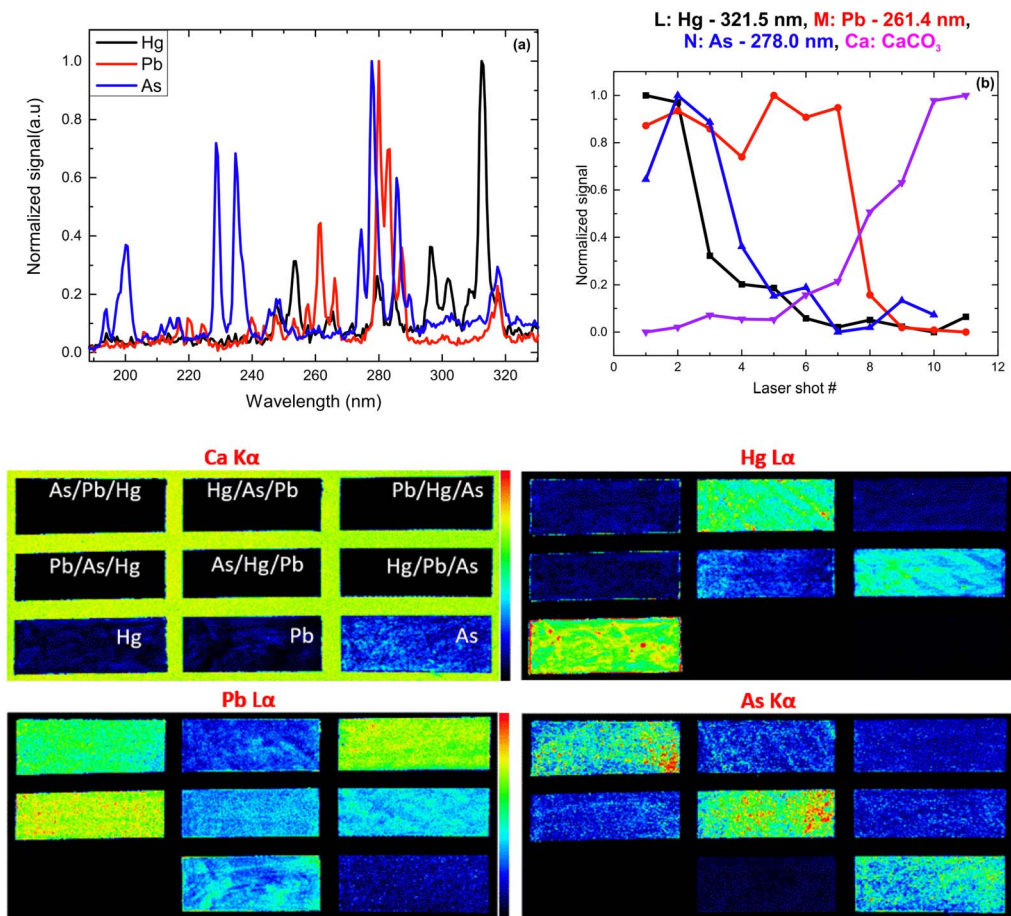 (a)
Hg
Pb
As
Normalized signal(a.u)
1.0
0.8
0.6
0.4
0.2
0.0
200 220 240 260 280 300 320
Wavelength (nm)
L: Hg - 321.5 nm, M: Pb - 261.4 nm,
N: As - 278.0 nm, Ca: CaCO₃
(b)
Normalized signal
1.0
0.8
0.6
0.4
0.2
0.0
0 2 4 6 8 10 12
Laser shot #
Ca Kα
As/Pb/Hg Hg/As/Pb Pb/Hg/As
Pb/As/Hg As/Hg/Pb Hg/Pb/As
Hg Pb As
Hg Lα
Pb Lα
As Kα